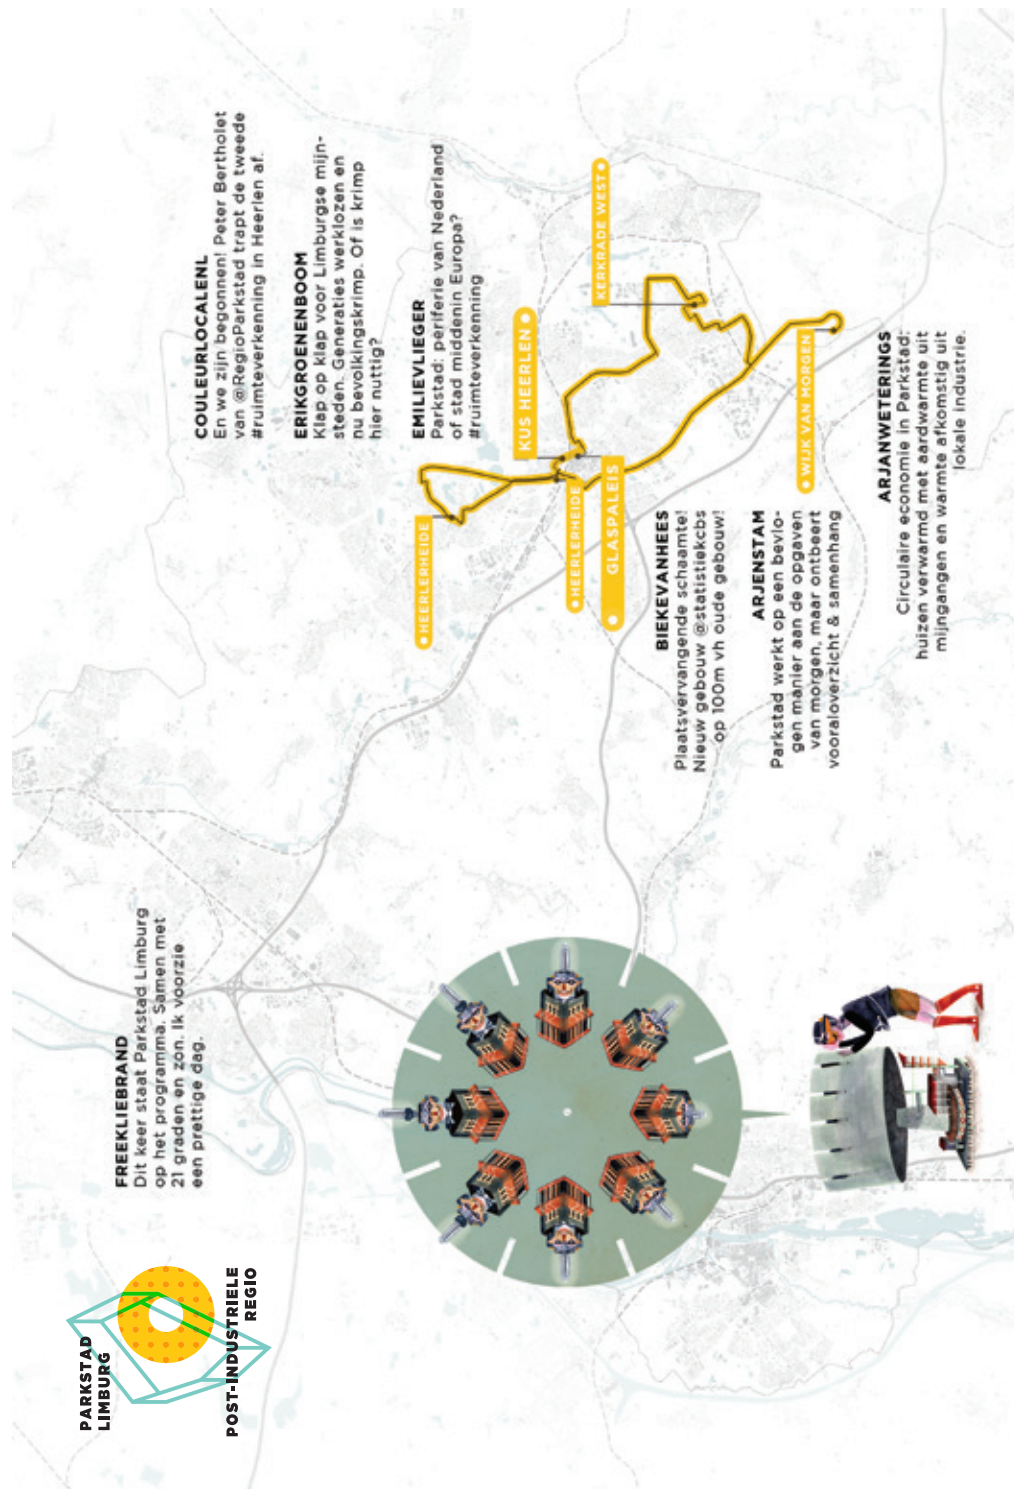 PARKSTAD
LIMBURG
POST-INDUSTRIELE
REGIO
FREEKLIEBRAND
Dit keer staat Parkstad Limburg
op het programma. Samen met
21 graden en zon. Ik voorzie
een prettige dag.
COULEURLOCALENL
En we zijn begonnen! Peter Bertholet
van @RegioParkstad trapt de tweede
#ruimteverkenning in Heerlen af.
ERIKGROENENBOOM
Klap op klap voor Limburgse mijn-
steden. Generaties werklozen en
nu bevolkingskrimp. Of is krimp
hier nuttig?
EMILIEVLIEGER
Parkstad: periferie van Nederland
of stad middenin Europa?
#ruimteverkenning
HEERLERHEIDE
KUS HEERLEN
HEERLERHEIDE
GLASPALEIS
KERKRADE WEST
WIJK VAN MORGEN
BIEKEVANHEES
Plaatsvervangende schaamte!
Nieuw gebouw @statistiekcbs
op 100m vh oude gebouw!
ARJENSTAM
Parkstad werkt op een bevlo-
gen manier aan de opgaven
van morgen, maar ontbeert
vooraloverzicht & samenhang
ARJANWETERINGS
Circulaire economie in Parkstad:
huizen verwarmd met aardwarmte uit
mijngangen en warmte afkomstig uit
lokale industrie.